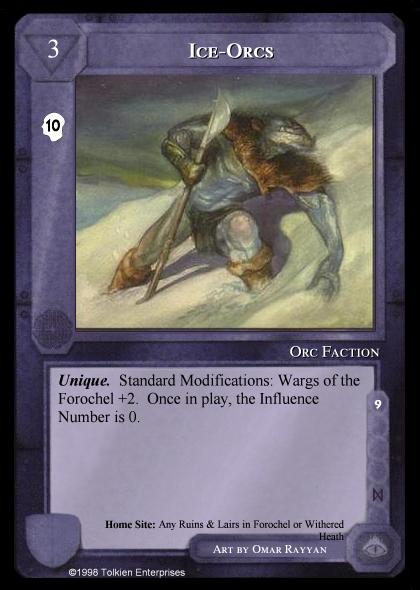 3
Ice-Orcs
10
Orc Faction
Unique. Standard Modifications: Wargs of the
Forochel +2. Once in play, the Influence
Number is 0.
9
Home Site: Any Ruins & Lairs in Forochel or Withered
Heath
Art by Omar Rayyan
©1998 Tolkien Enterprises